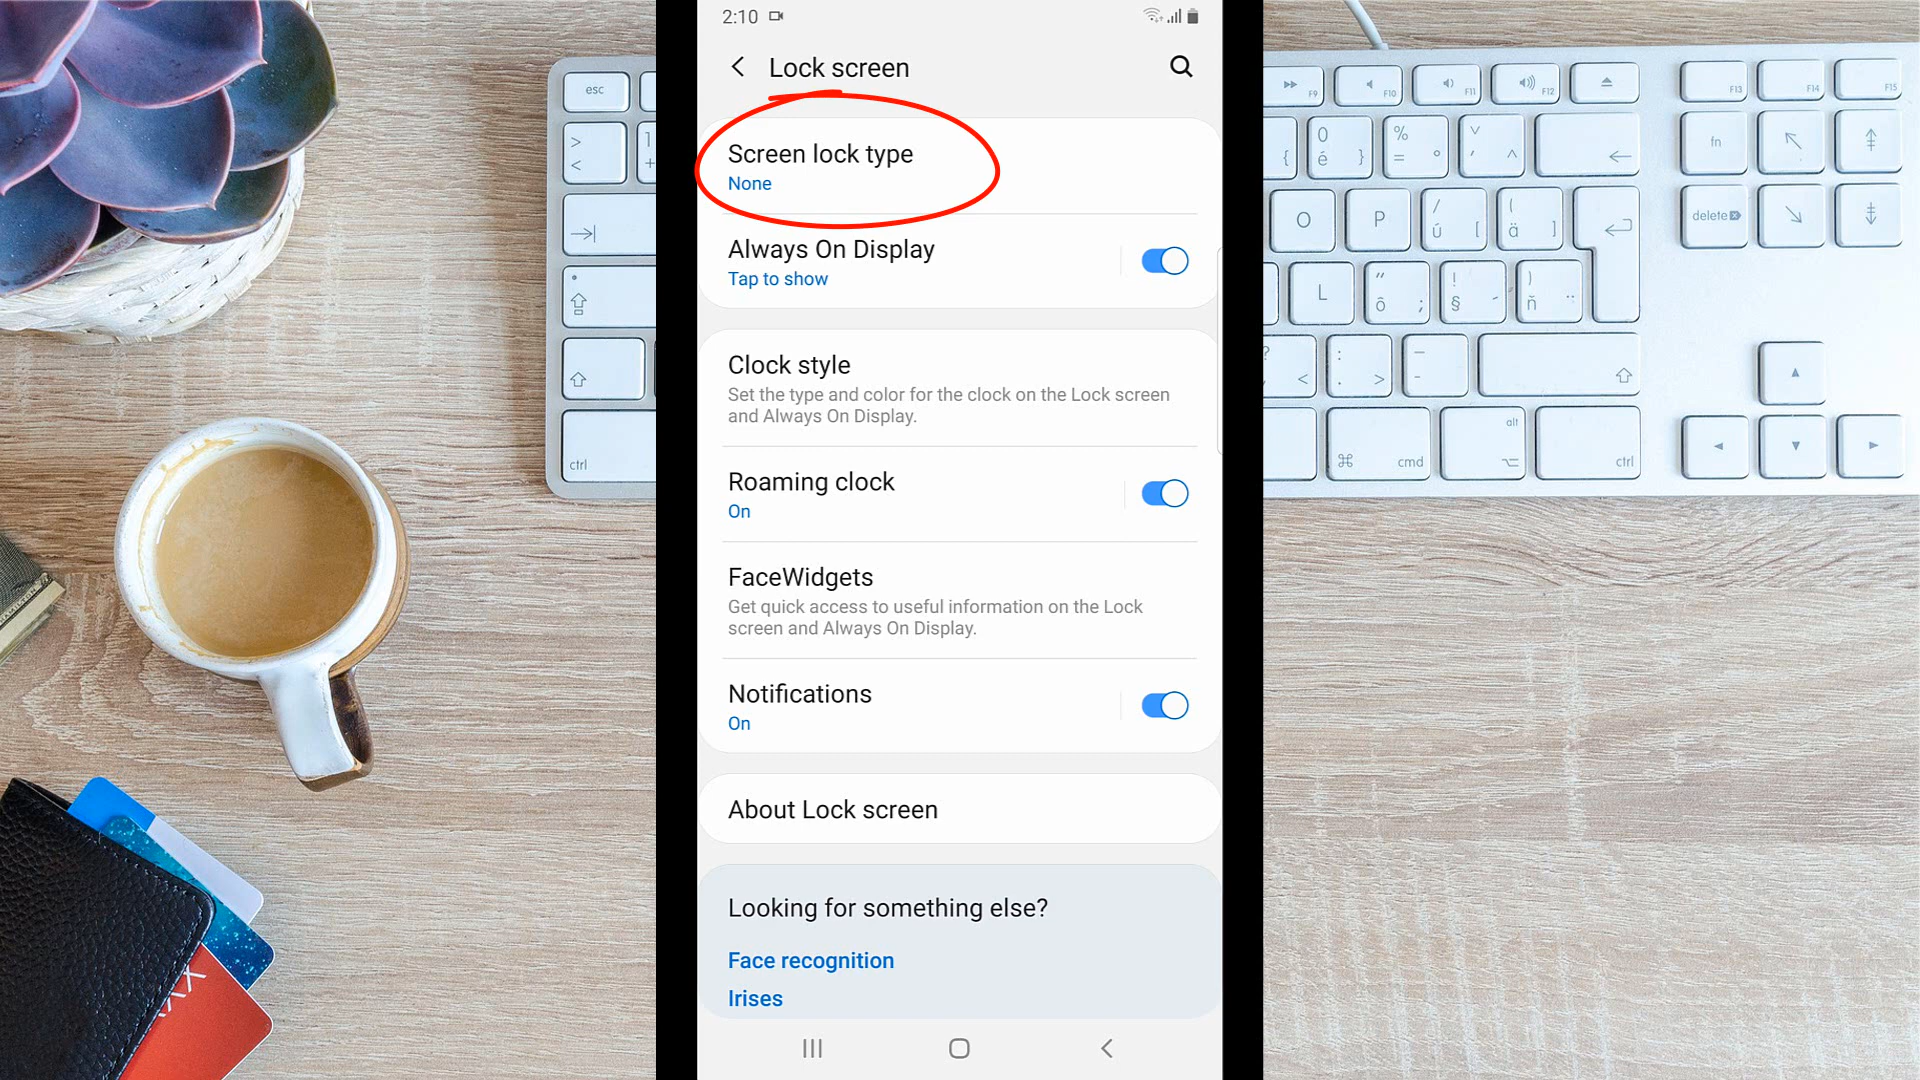 2:10
Lock screen
Screen lock type
None
Always On Display
Tap to show
Clock style
Set the type and color for the clock on the Lock screen
and Always On Display.
Roaming clock
On
FaceWidgets
Get quick access to useful information on the Lock
screen and Always On Display.
Notifications
On
About Lock screen
Looking for something else?
Face recognition
Irises
esc
ctrl
F9
F10
F11
F12
F13
F14
F15
0
é
%
=
fn
O
P
/
ú
[
(
ä
]
delete
L
ô
;
!
§
)
ň
alt
cmd
ctrl